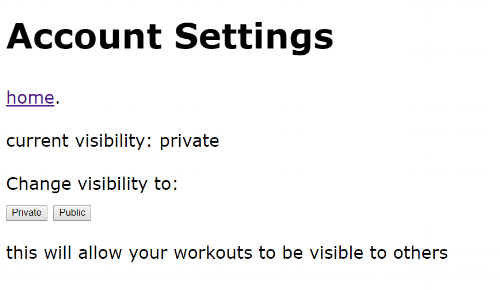 Account Settings
home.
current visibility: private
Change visibility to:
Private Public
this will allow your workouts to be visible to others